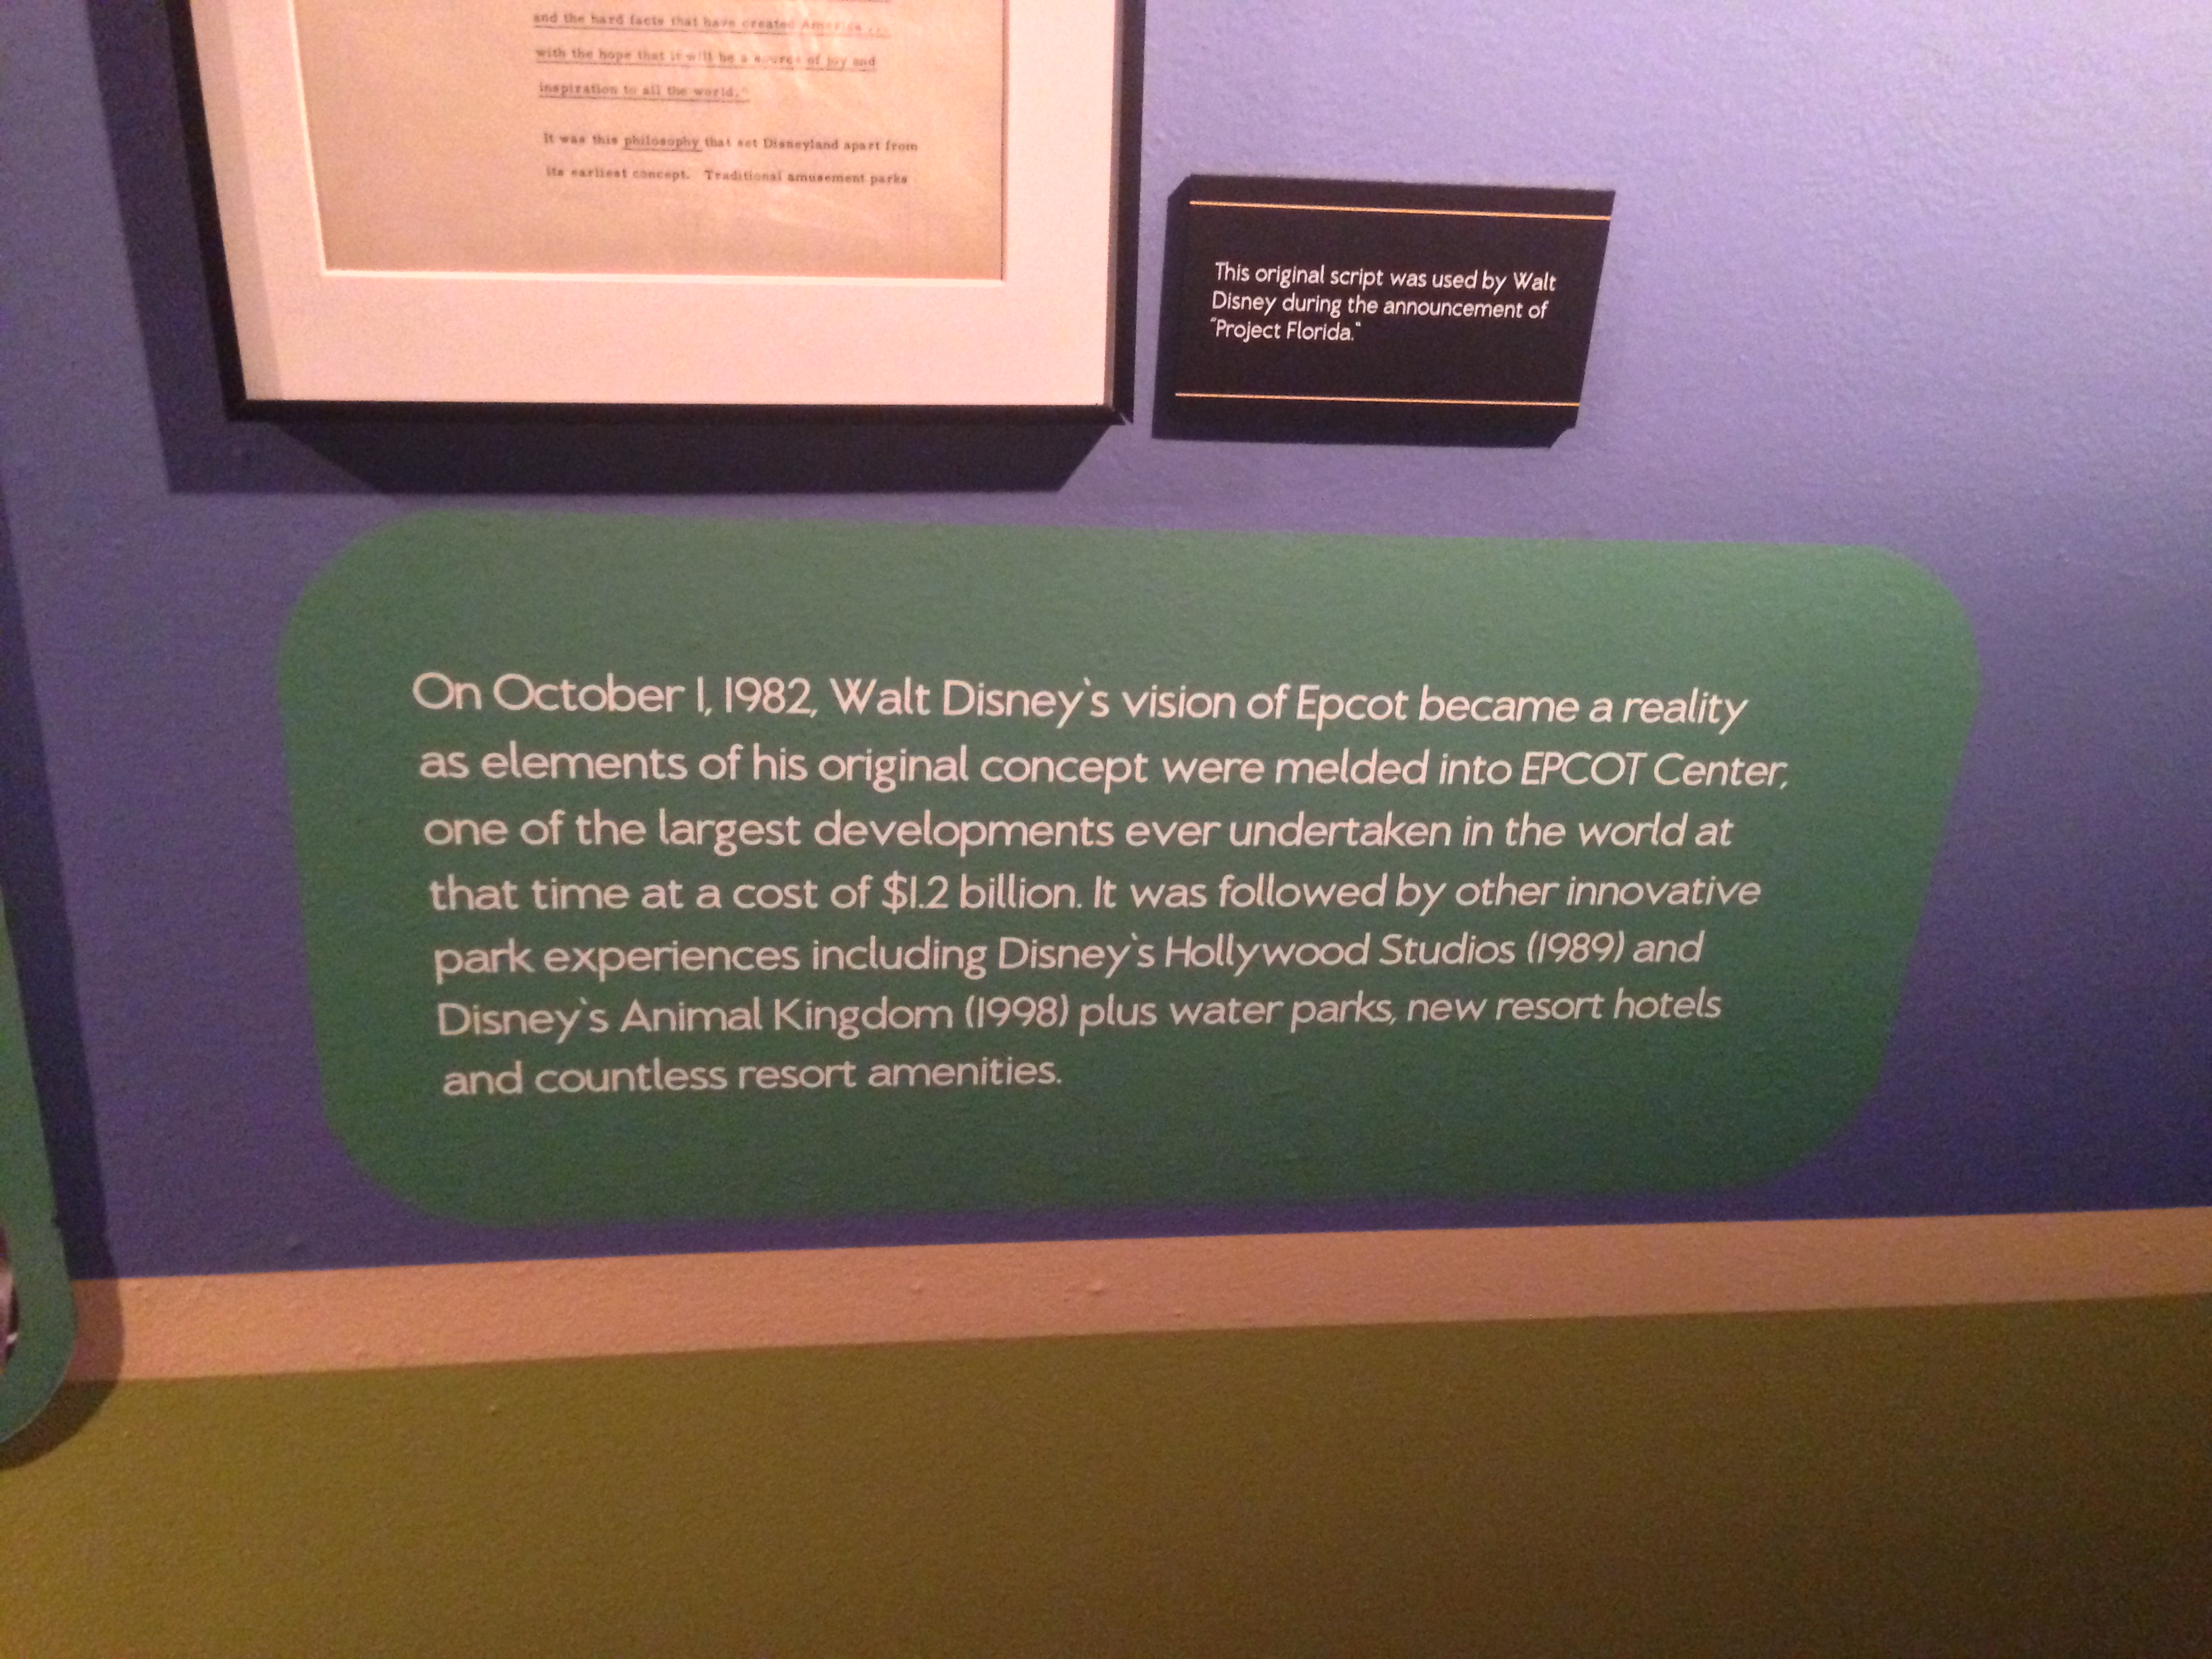 and the hard facts that have created America ...
with the hope that it will be a source of joy and
inspiration to all the world."
It was this philosophy that set Disneyland apart from
its earliest concept. Traditional amusement parks
This original script was used by Walt
Disney during the announcement of
"Project Florida."
On October 1, 1982, Walt Disney`s vision of Epcot became a reality
as elements of his original concept were melded into EPCOT Center,
one of the largest developments ever undertaken in the world at
that time at a cost of $1.2 billion. It was followed by other innovative
park experiences including Disney`s Hollywood Studios (1989) and
Disney`s Animal Kingdom (1998) plus water parks, new resort hotels
and countless resort amenities.